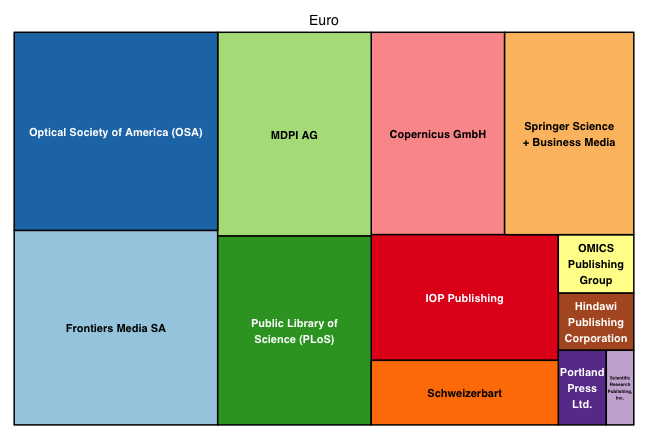 Euro
Optical Society of America (OSA)
MDPI AG
Copernicus GmbH
Springer Science
+ Business Media
Frontiers Media SA
Public Library of
Science (PLoS)
IOP Publishing
Schweizerbart
OMICS
Publishing
Group
Hindawi
Publishing
Corporation
Portland
Press
Ltd.
Scientific
Research
Publishing,
Inc.